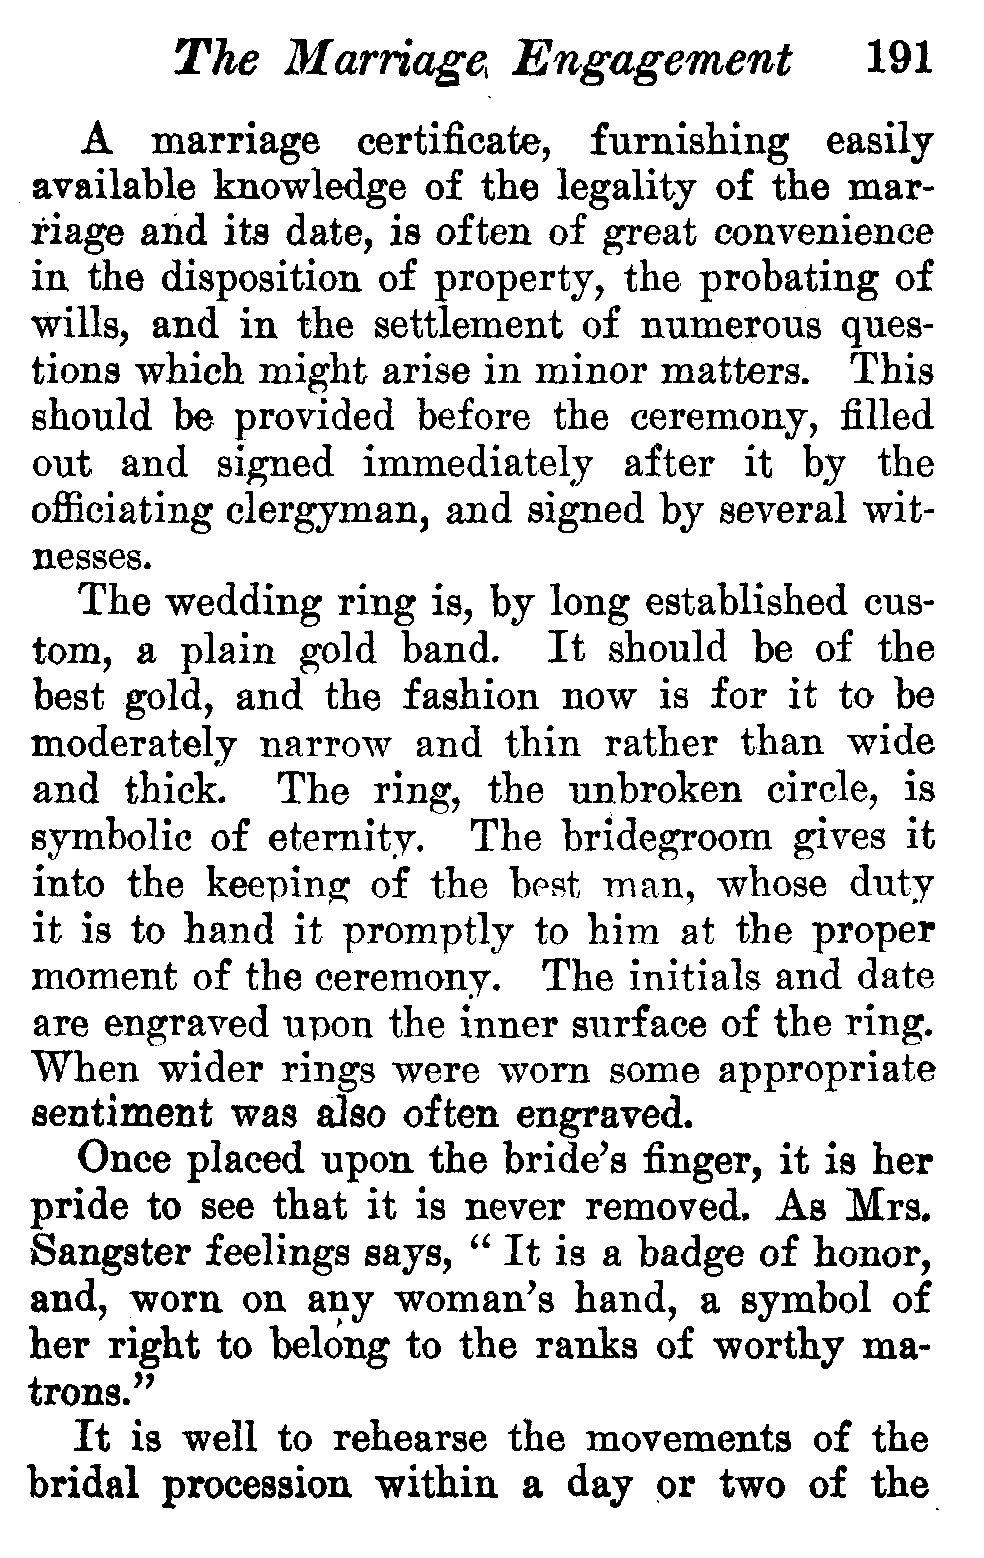 The Marriage Engagement 191
A marriage certificate, furnishing easily
available knowledge of the legality of the mar-
riage and its date, is often of great convenience
in the disposition of property, the probating of
wills, and in the settlement of numerous ques-
tions which might arise in minor matters. This
should be provided before the ceremony, filled
out and signed immediately after it by the
officiating clergyman, and signed by several wit-
nesses.
The wedding ring is, by long established cus-
tom, a plain gold band. It should be of the
best gold, and the fashion now is for it to be
moderately narrow and thin rather than wide
and thick. The ring, the unbroken circle, is
symbolic of eternity. The bridegroom gives it
into the keeping of the best man, whose duty
it is to hand it promptly to him at the proper
moment of the ceremony. The initials and date
are engraved upon the inner surface of the ring.
When wider rings were worn some appropriate
sentiment was also often engraved.
Once placed upon the bride's finger, it is her
pride to see that it is never removed. As Mrs.
Sangster feelings says, " It is a badge of honor,
and, worn on any woman's hand, a symbol of
her right to belong to the ranks of worthy ma-
trons."
It is well to rehearse the movements of the
bridal procession within a day or two of the